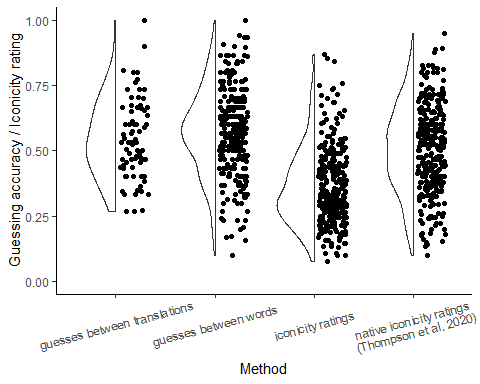 Guessing accuracy / Iconicity rating
1.00
0.75
0.50
0.25
0.00
guesses between translations
guesses between words
iconicity ratings
native iconicity ratings
(Thompson et al. 2020)
Method